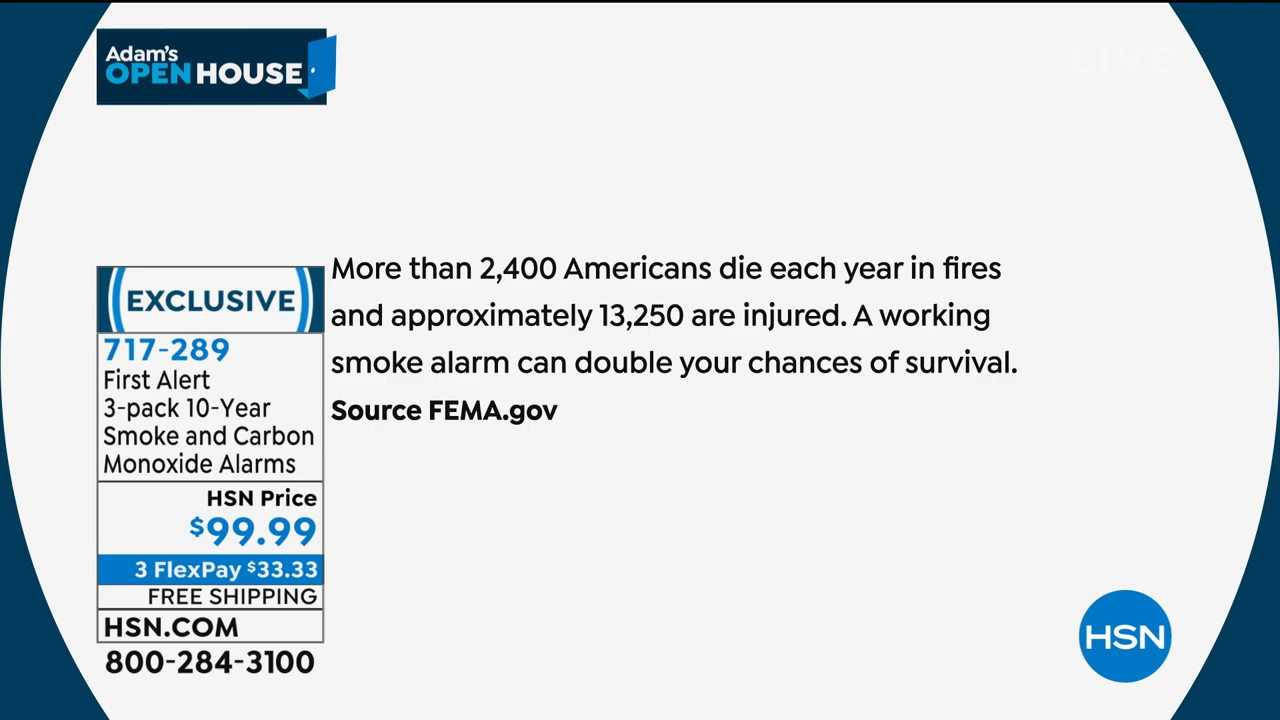 Adam's
OPEN HOUSE
LIVE
More than 2,400 Americans die each year in fires
and approximately 13,250 are injured. A working
smoke alarm can double your chances of survival.
Source FEMA.gov
EXCLUSIVE
717-289
First Alert
3-pack 10-Year
Smoke and Carbon
Monoxide Alarms
HSN Price
$99.99
3 FlexPay $33.33
FREE SHIPPING
HSN.COM
800-284-3100
HSN